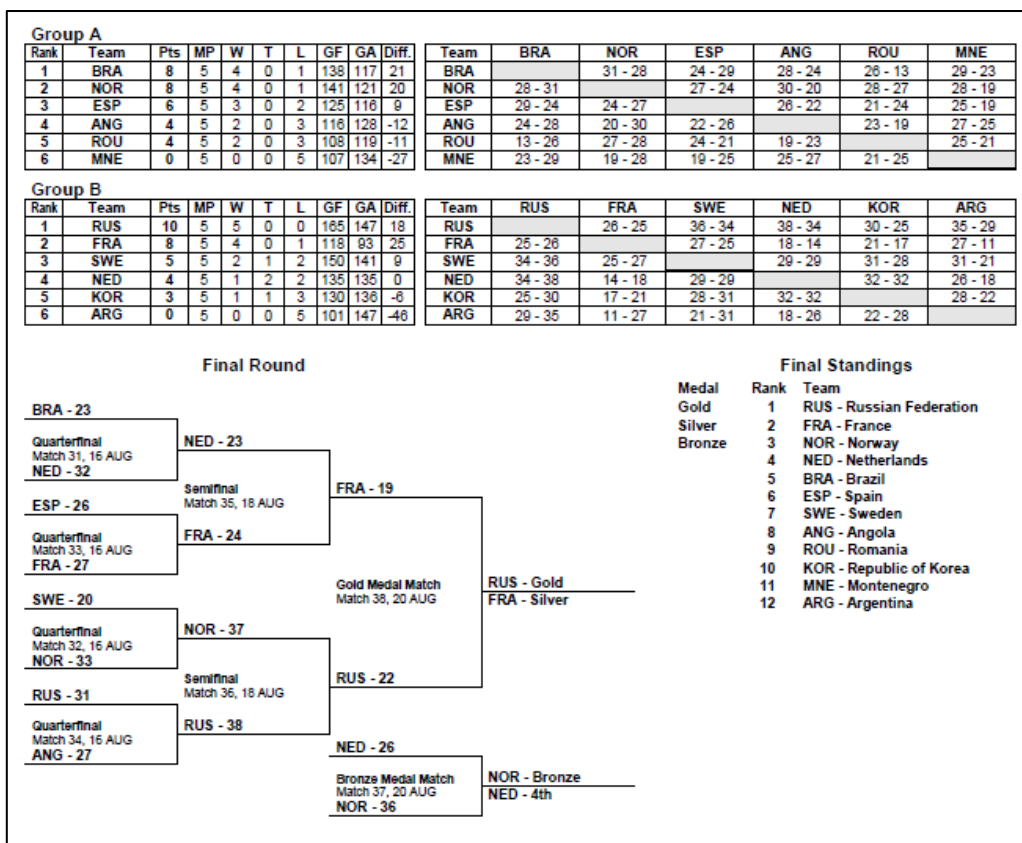 Group A
Rank Team Pts MP W T L GF GA Diff. Team BRA NOR ESP ANG ROU MNE
1 BRA 8 5 4 0 1 138 117 21 BRA 31 - 28 24 - 29 28 - 24 26 - 13 29 - 23
2 NOR 8 5 4 0 1 141 121 20 NOR 28 - 31 27 - 24 30 - 20 28 - 27 28 - 19
3 ESP 6 5 3 0 2 125 116 9 ESP 29 - 24 24 - 27 26 - 22 21 - 24 25 - 19
4 ANG 4 5 2 0 3 116 128 -12 ANG 24 - 28 20 - 30 22 - 26 23 - 19 27 - 25
5 ROU 4 5 2 0 3 108 119 -11 ROU 13 - 26 27 - 28 24 - 21 19 - 23 25 - 21
6 MNE 0 5 0 0 5 107 134 -27 MNE 23 - 29 19 - 28 19 - 25 25 - 27 21 - 25
Group B
Rank Team Pts MP W T L GF GA Diff. Team RUS FRA SWE NED KOR ARG
1 RUS 10 5 5 0 0 165 147 18 RUS 26 - 25 36 - 34 38 - 34 30 - 25 35 - 29
2 FRA 8 5 4 0 1 118 93 25 FRA 25 - 26 27 - 25 18 - 14 21 - 17 27 - 11
3 SWE 5 5 2 1 2 150 141 9 SWE 34 - 36 25 - 27 29 - 29 31 - 28 31 - 21
4 NED 4 5 1 2 2 135 135 0 NED 34 - 38 14 - 18 29 - 29 32 - 32 26 - 18
5 KOR 3 5 1 1 3 130 136 -6 KOR 25 - 30 17 - 21 28 - 31 32 - 32 28 - 22
6 ARG 0 5 0 0 5 101 147 -46 ARG 29 - 35 11 - 27 21 - 31 18 - 26 22 - 28
Final Round
BRA - 23
Quarterfinal
Match 31, 16 AUG
NED - 32
NED - 23
Semifinal
Match 35, 18 AUG
ESP - 26
Quarterfinal
Match 33, 16 AUG
FRA - 27
FRA - 24
FRA - 19
Gold Medal Match
Match 38, 20 AUG
RUS - Gold
FRA - Silver
SWE - 20
Quarterfinal
Match 32, 16 AUG
NOR - 33
NOR - 37
Semifinal
Match 36, 18 AUG
RUS - 22
RUS - 31
Quarterfinal
Match 34, 16 AUG
ANG - 27
RUS - 38
NED - 26
Bronze Medal Match
Match 37, 20 AUG
NOR - 36
NOR - Bronze
NED - 4th
Final Standings
Medal Rank Team
Gold 1 RUS - Russian Federation
Silver 2 FRA - France
Bronze 3 NOR - Norway
4 NED - Netherlands
5 BRA - Brazil
6 ESP - Spain
7 SWE - Sweden
8 ANG - Angola
9 ROU - Romania
10 KOR - Republic of Korea
11 MNE - Montenegro
12 ARG - Argentina